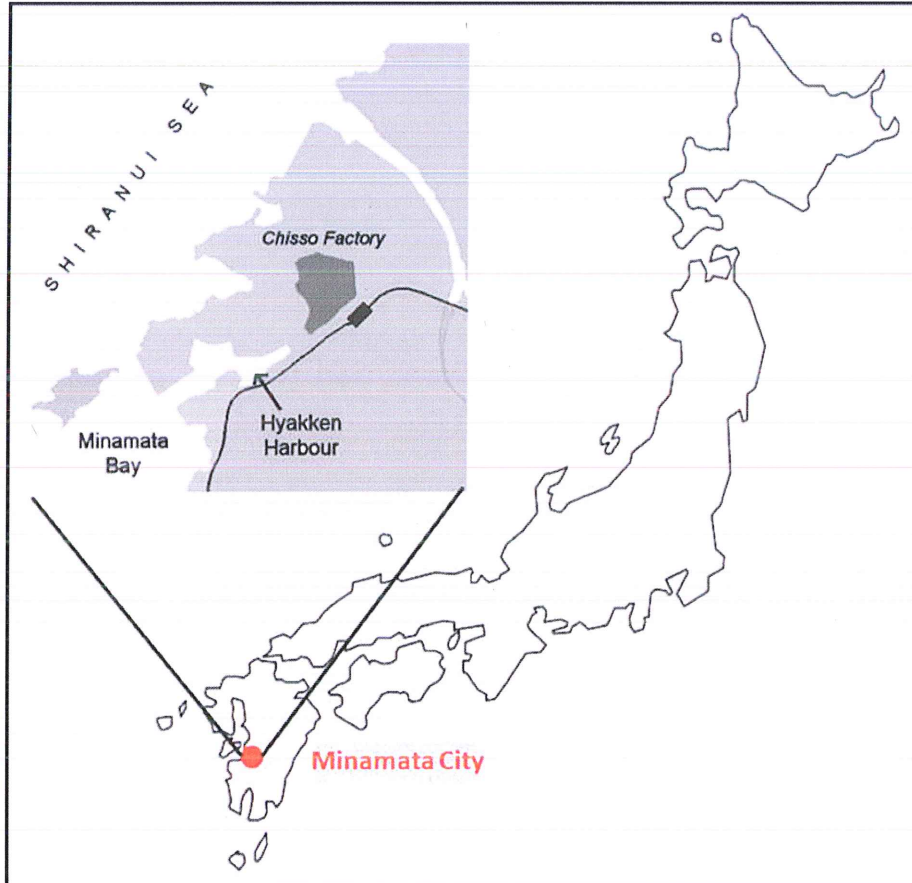 SHIRANUI SEA
Chisso Factory
Hyakken
Harbour
Minamata
Bay
Minamata City